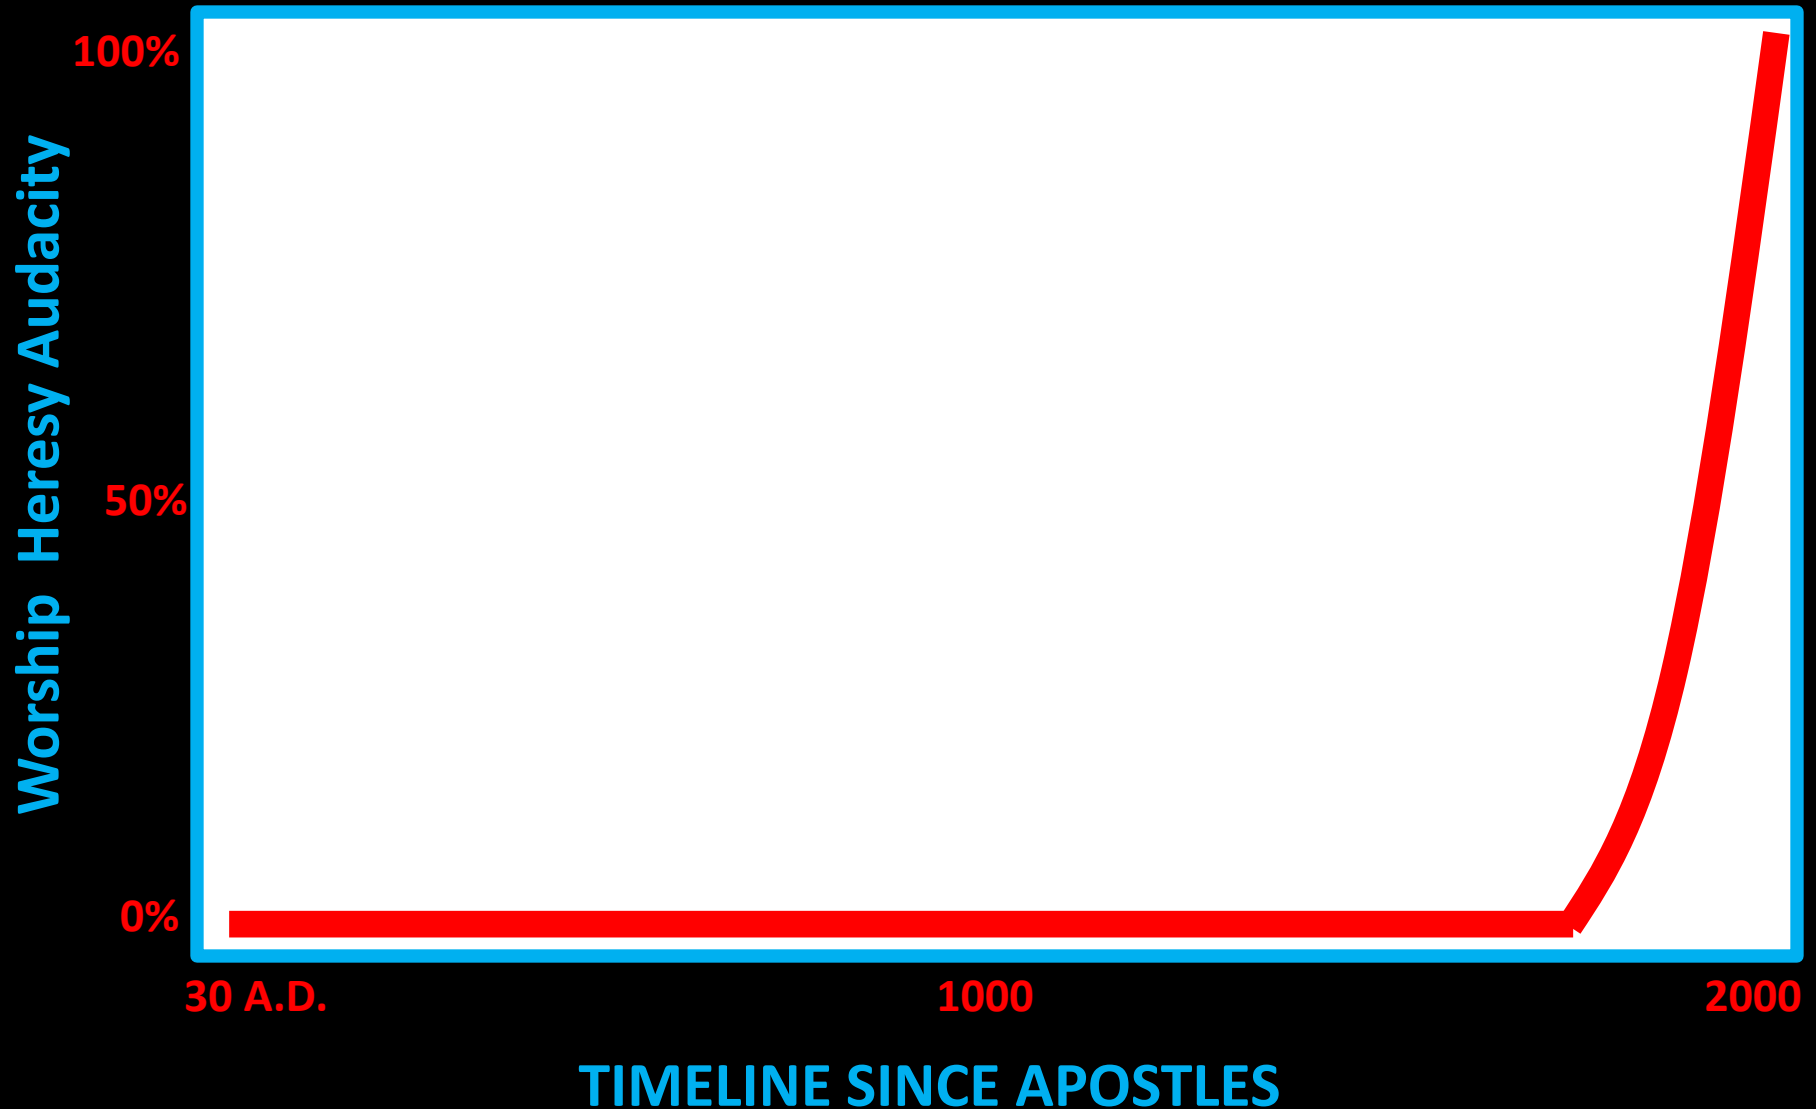 100%
Worship  Heresy Audacity
50%
0%
30 A.D.
1000
2000
TIMELINE SINCE APOSTLES